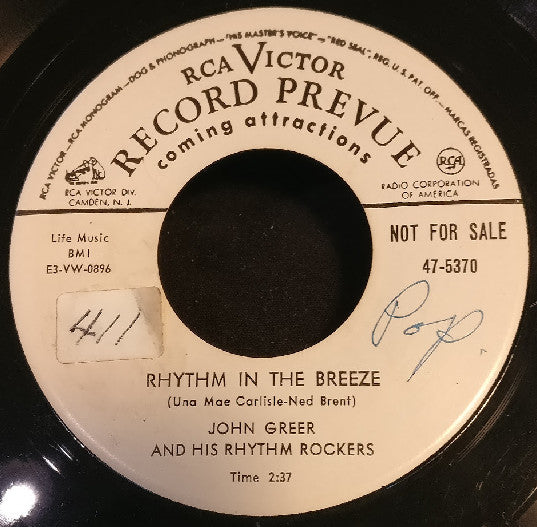 RCA VICTOR—RCA MONOGRAM—DOG & PHONOGRAPH—"HIS MASTER'S VOICE"—"RED SEAL", REG. U.S. PAT. OFF.—MARCAS REGISTRADAS
RCA VICTOR
RECORD PREVUE
coming attractions
RCA VICTOR DIV.
CAMDEN, N. J.
RCA
RADIO CORPORATION
OF AMERICA
Life Music
BMI
E3-VW-0896
NOT FOR SALE
47-5370
411
Pop
RHYTHM IN THE BREEZE
(Una Mae Carlisle-Ned Brent)
JOHN GREER
AND HIS RHYTHM ROCKERS
Time 2:37